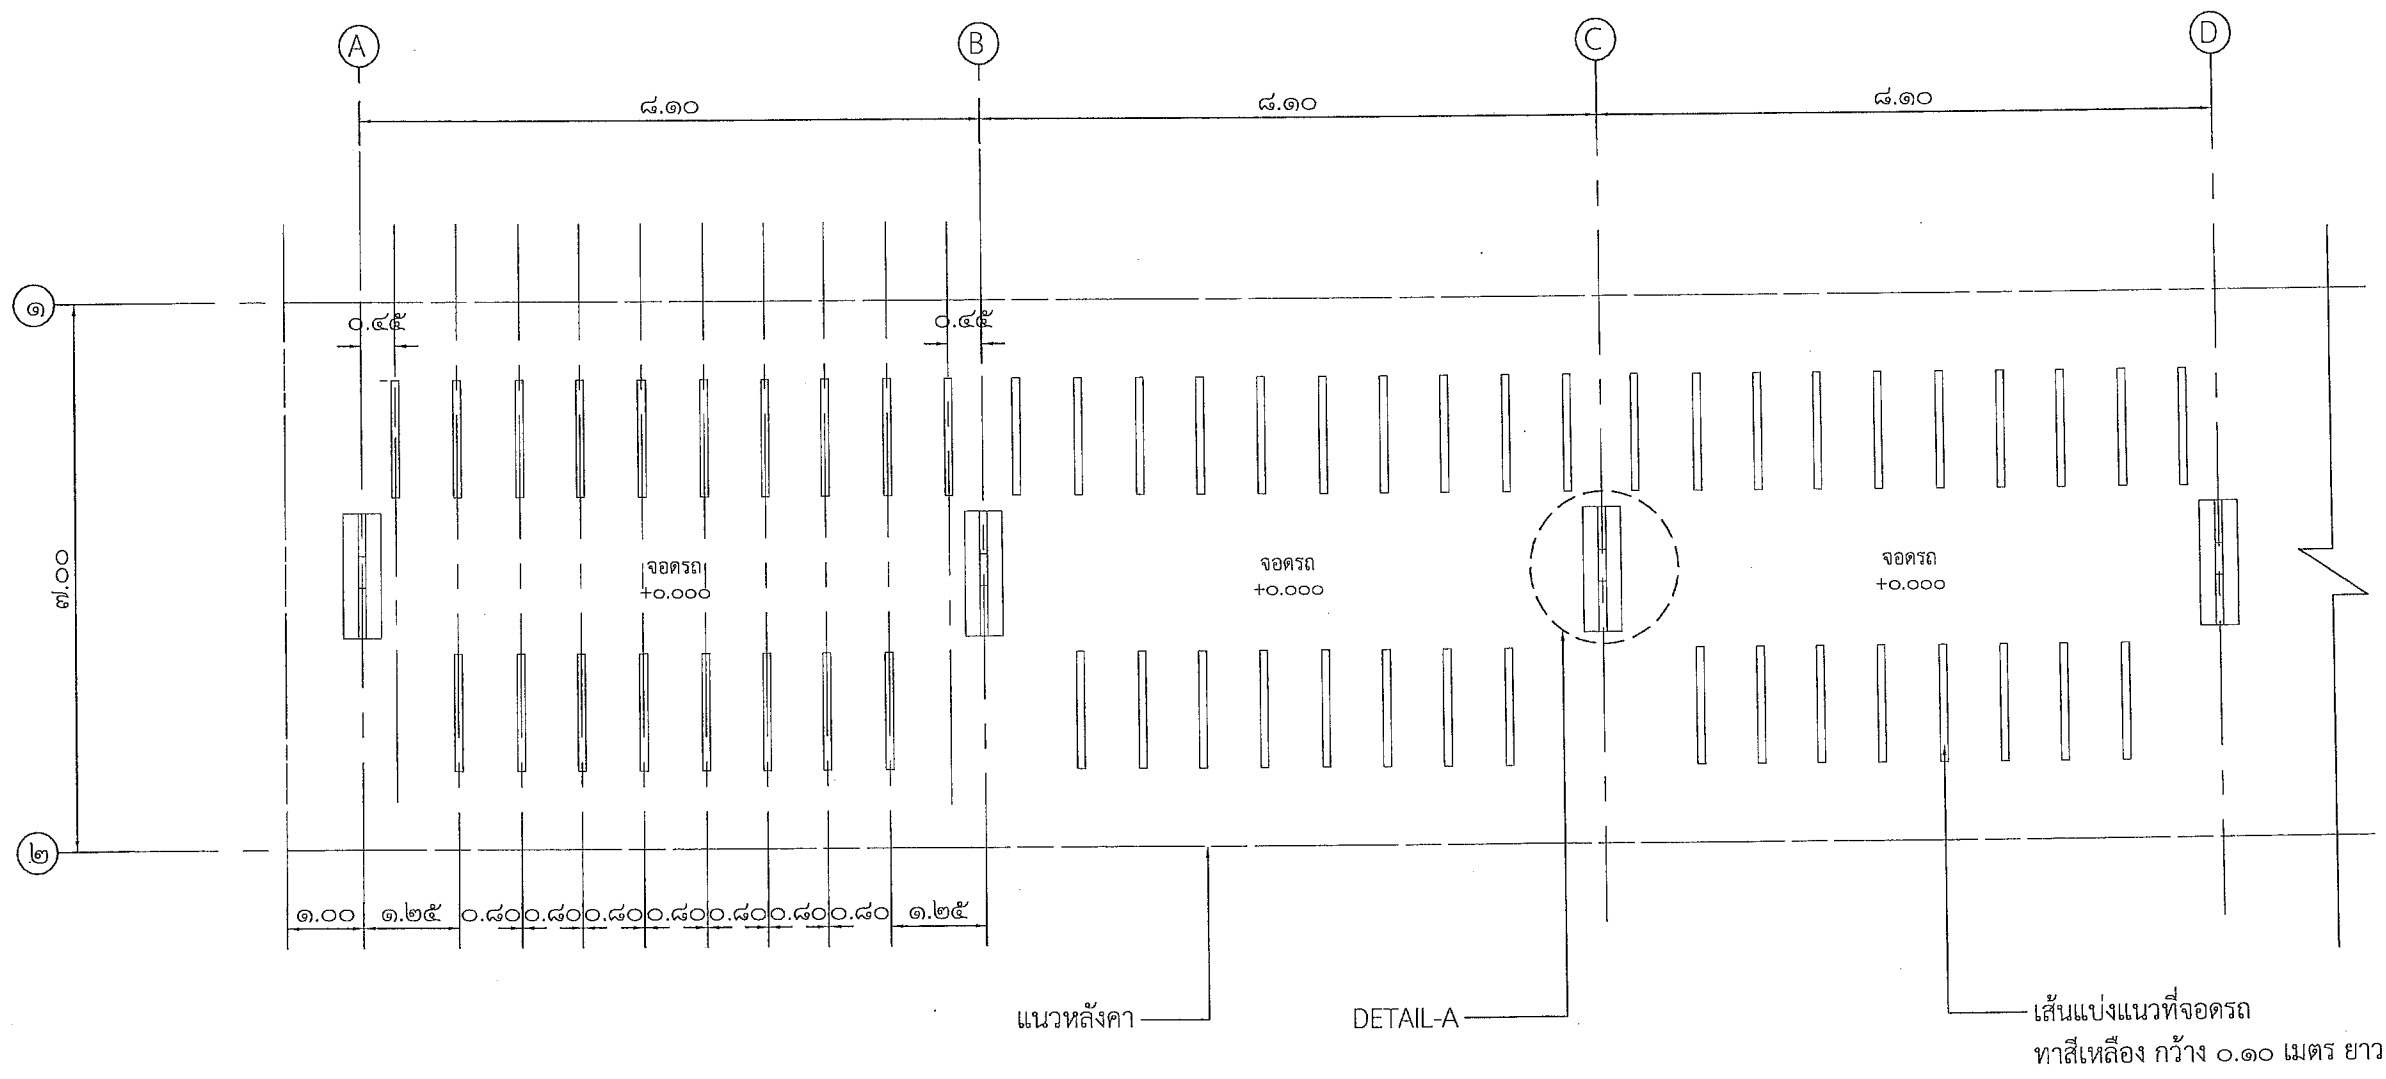 A
B
C
D
๘.๑๐
๘.๑๐
๘.๑๐
๑
๐.๔๕
๐.๔๕
๗.๐๐
จอดรถ
+๐.๐๐๐
จอดรถ
+๐.๐๐๐
จอดรถ
+๐.๐๐๐
๒
๑.๐๐
๑.๒๕
๐.๘๐
๐.๘๐
๐.๘๐
๐.๘๐
๐.๘๐
๐.๘๐
๐.๘๐
๑.๒๕
แนวหลังคา
DETAIL-A
เส้นแบ่งแนวที่จอดรถ
ทาสีเหลือง กว้าง ๐.๑๐ เมตร ยาว